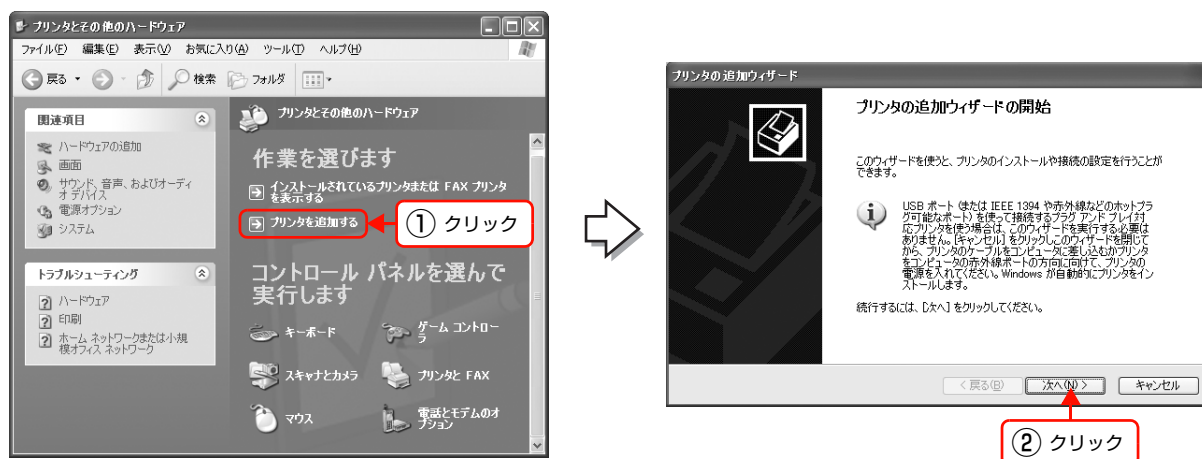 プリンタとその他のハードウェア
ファイル(F) 編集(E) 表示(V) お気に入り(A) ツール(T) ヘルプ(H)
戻る 検索 フォルダ
関連項目
ハードウェアの追加
画面
サウンド、音声、およびオーディ
オ デバイス
電源オプション
システム
トラブルシューティング
ハードウェア
印刷
ホーム ネットワークまたは小規
模オフィス ネットワーク
プリンタとその他のハードウェア
作業を選びます
インストールされているプリンタまたは FAX プリンタ
を表示する
プリンタを追加する
① クリック
コントロール パネルを選んで
実行します
キーボード
ゲーム コントロー
ラ
スキャナとカメラ
プリンタと FAX
マウス
電話とモデムのオ
プション
プリンタの追加ウィザード
プリンタの追加ウィザードの開始
このウィザードを使うと、プリンタのインストールや接続の設定を行うことが
できます。
USB ポート (または IEEE 1394 や赤外線などのホットプラ
グ可能なポート) を使って接続するプラグ アンド プレイ対
応プリンタを使う場合は、このウィザードを実行する必要は
ありません。[キャンセル] をクリックしこのウィザードを閉じて
から、プリンタのケーブルをコンピュータに差し込むかプリンタ
をコンピュータの赤外線ポートの方向に向けて、プリンタの
電源を入れてください。Windows が自動的にプリンタをイン
ストールします。
続行するには、[次へ] をクリックしてください。
< 戻る(B) 次へ(N) > キャンセル
② クリック